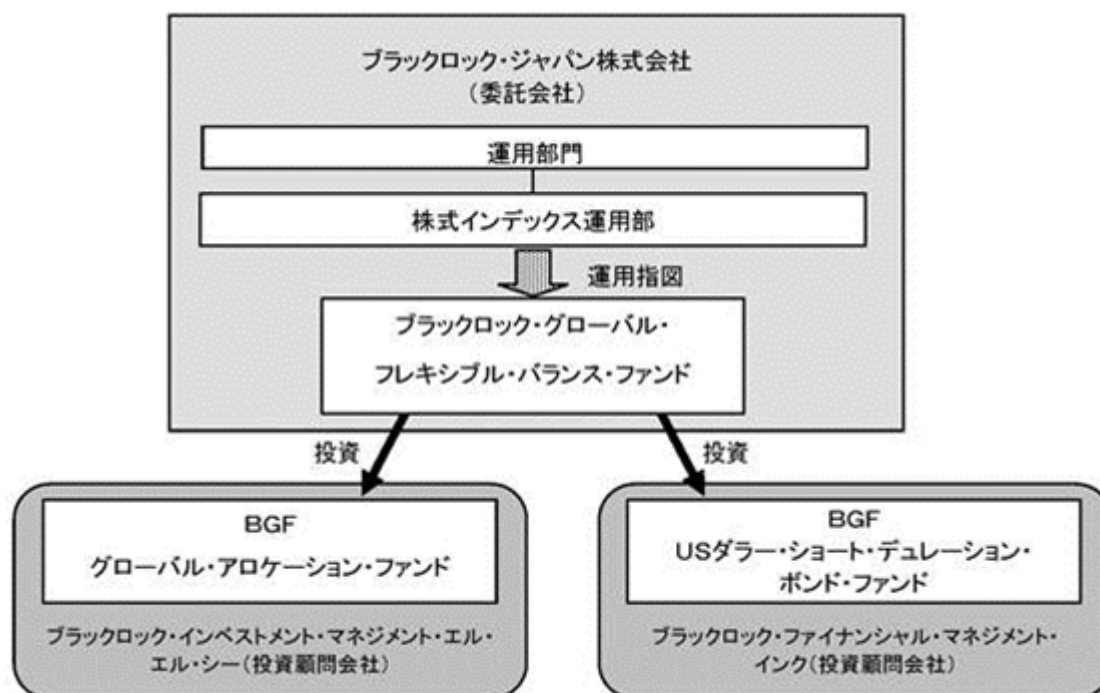 ブラックロック・ジャパン株式会社
(委託会社)
運用部門
株式インデックス運用部
運用指図
ブラックロック・グローバル・
フレキシブル・バランス・ファンド
投資
投資
BGF
グローバル・アロケーション・ファンド
ブラックロック・インベストメント・マネジメント・エル・
エル・シー(投資顧問会社)
BGF
USダラー・ショート・デュレーション・
ボンド・ファンド
ブラックロック・ファイナンシャル・マネジメント・
インク(投資顧問会社)